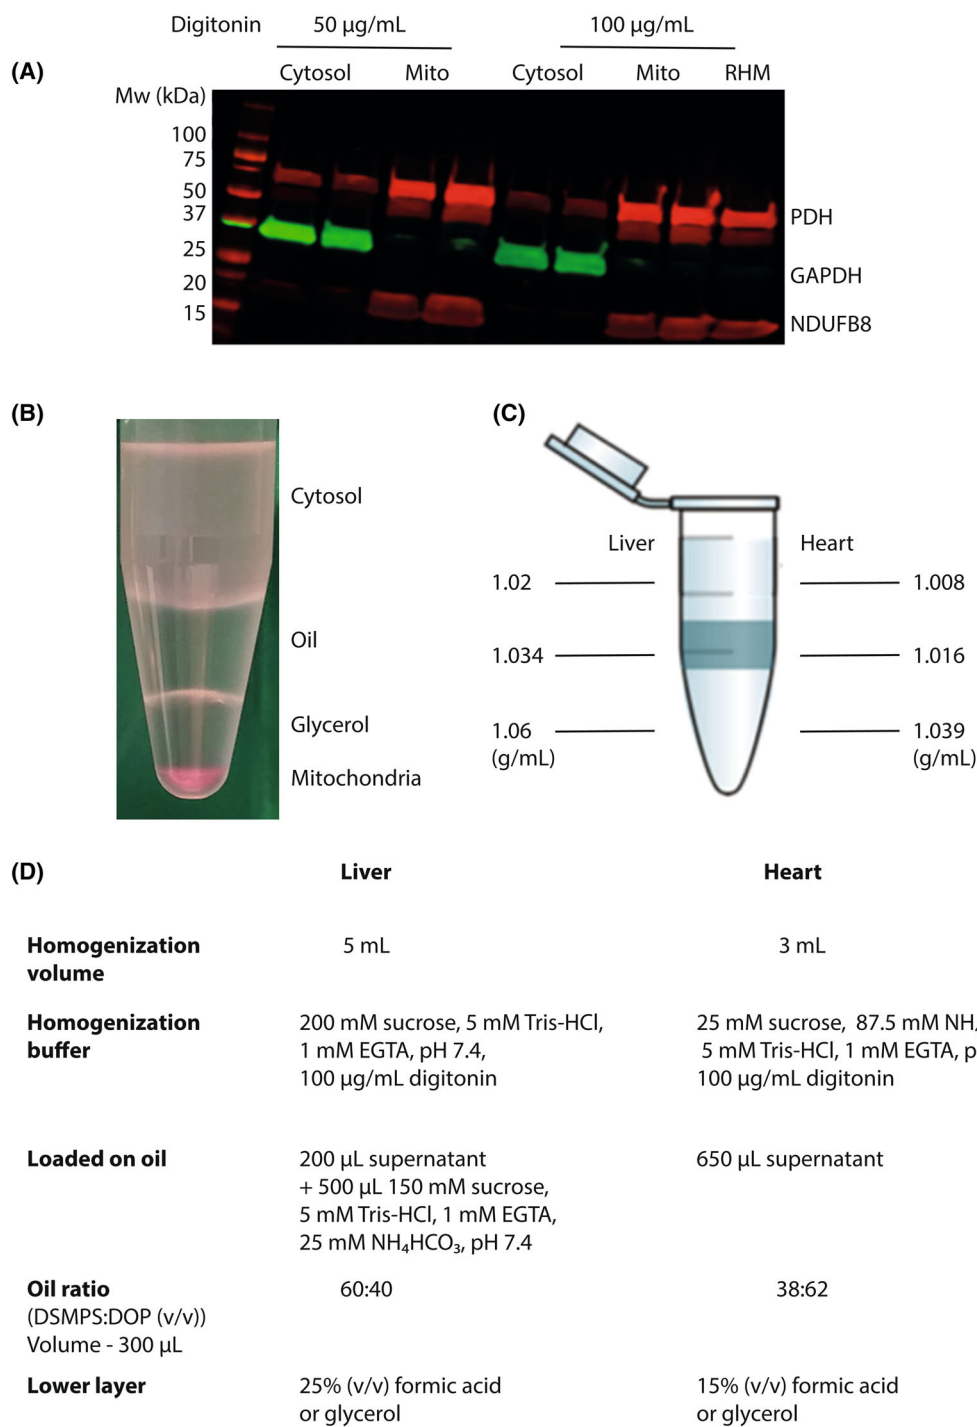 Digitonin 50 µg/mL 100 µg/mL
(A) Cytosol Mito Cytosol Mito RHM
Mw (kDa)
100
75
50
37 PDH
25
GAPDH
20
15 NDUFB8
(B) (C)
Cytosol
Liver Heart
1.02 1.008
Oil
1.034 1.016
Glycerol
1.06 1.039
(g/mL) (g/mL)
Mitochondria
(D) Liver Heart
Homogenization 5 mL 3 mL
volume
Homogenization 200 mM sucrose, 5 mM Tris-HCl, 25 mM sucrose, 87.5 mM
buffer 1 mM EGTA, pH 7.4, 5 mM Tris-HCl, 1 mM EGTA,
100 µg/mL digitonin 100 µg/mL digitonin
Loaded on oil 200 µL supernatant 650 µL supernatant
+ 500 µL 150 mM sucrose,
5 mM Tris-HCl, 1 mM EGTA,
25 mM NH₄HCO₃, pH 7.4
Oil ratio 60:40 38:62
(DSMPS:DOP (v/v))
Volume - 300 µL
Lower layer 25% (v/v) formic acid 15% (v/v) formic acid
or glycerol or glycerol